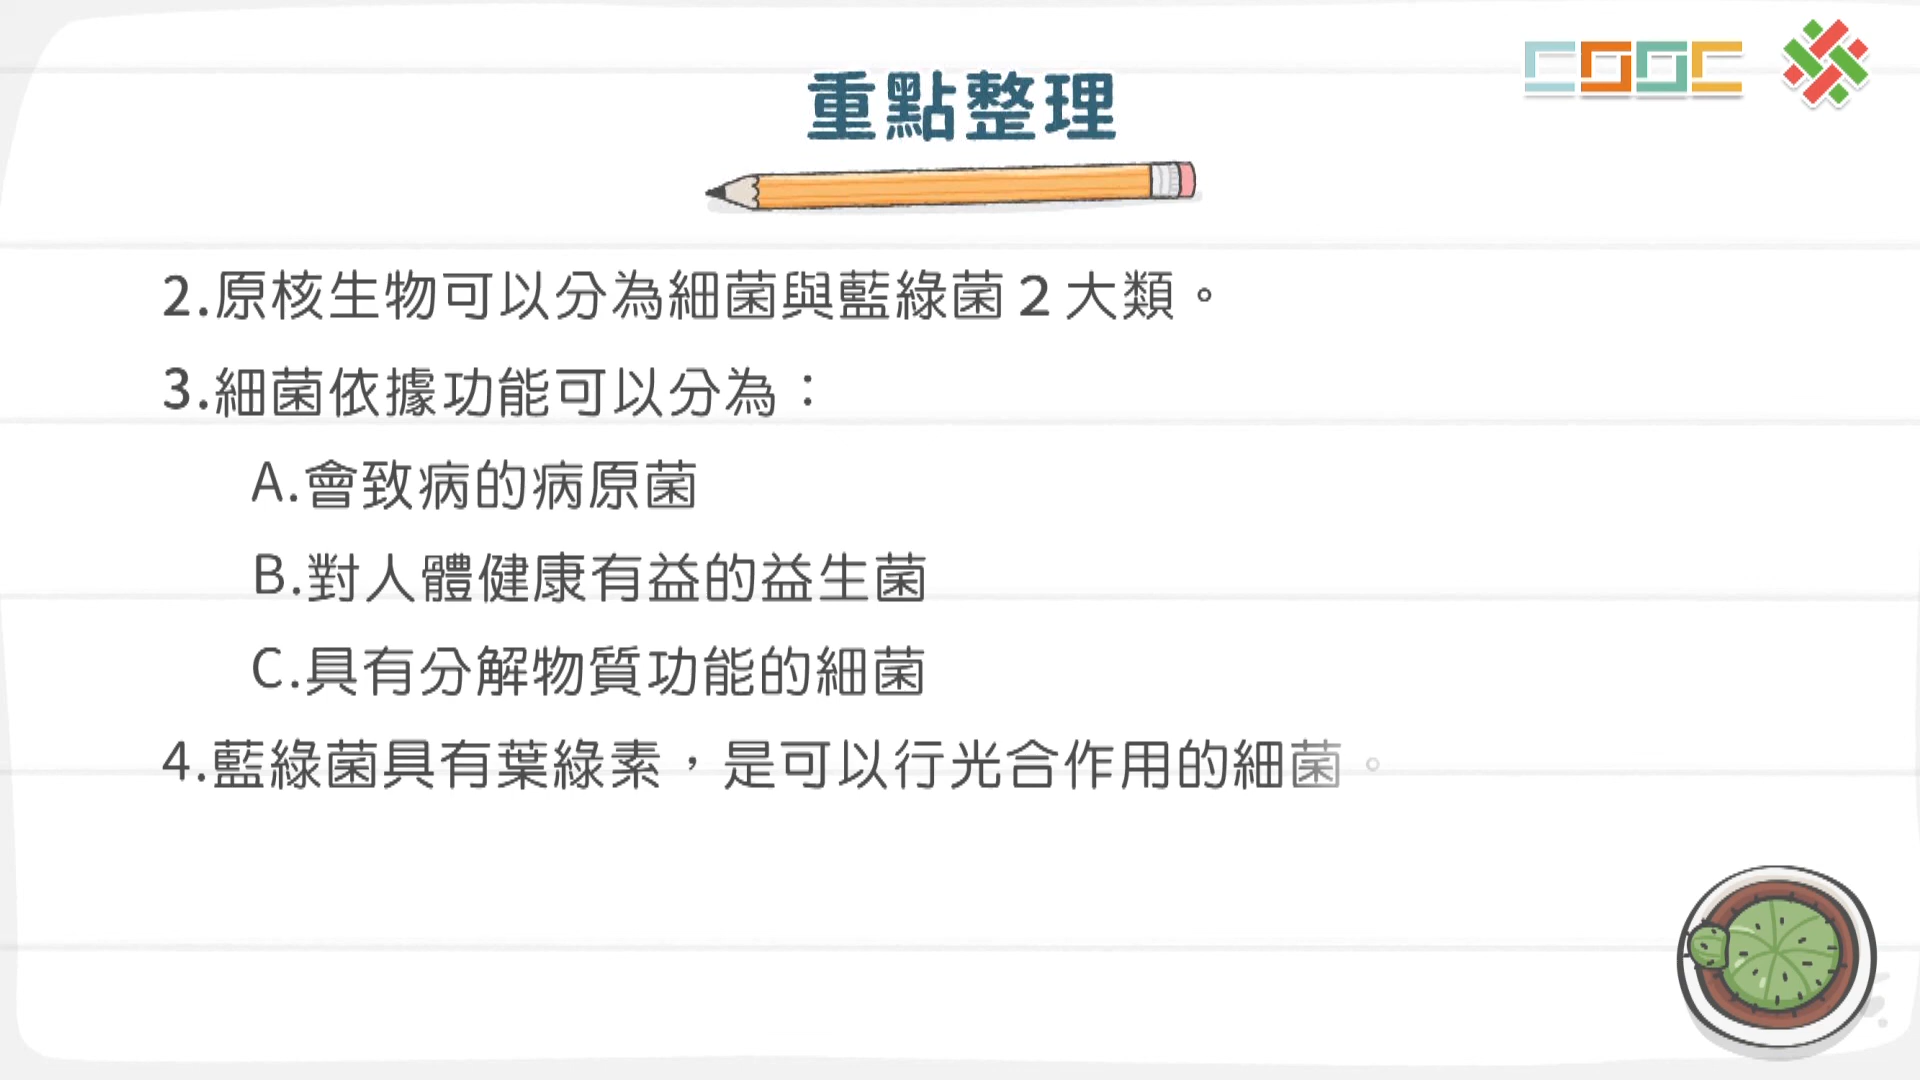 COOC
重點整理
2.原核生物可以分為細菌與藍綠菌2大類。
3.細菌依據功能可以分為：
A.會致病的病原菌
B.對人體健康有益的益生菌
C.具有分解物質功能的細菌
4.藍綠菌具有葉綠素，是可以行光合作用的細菌。